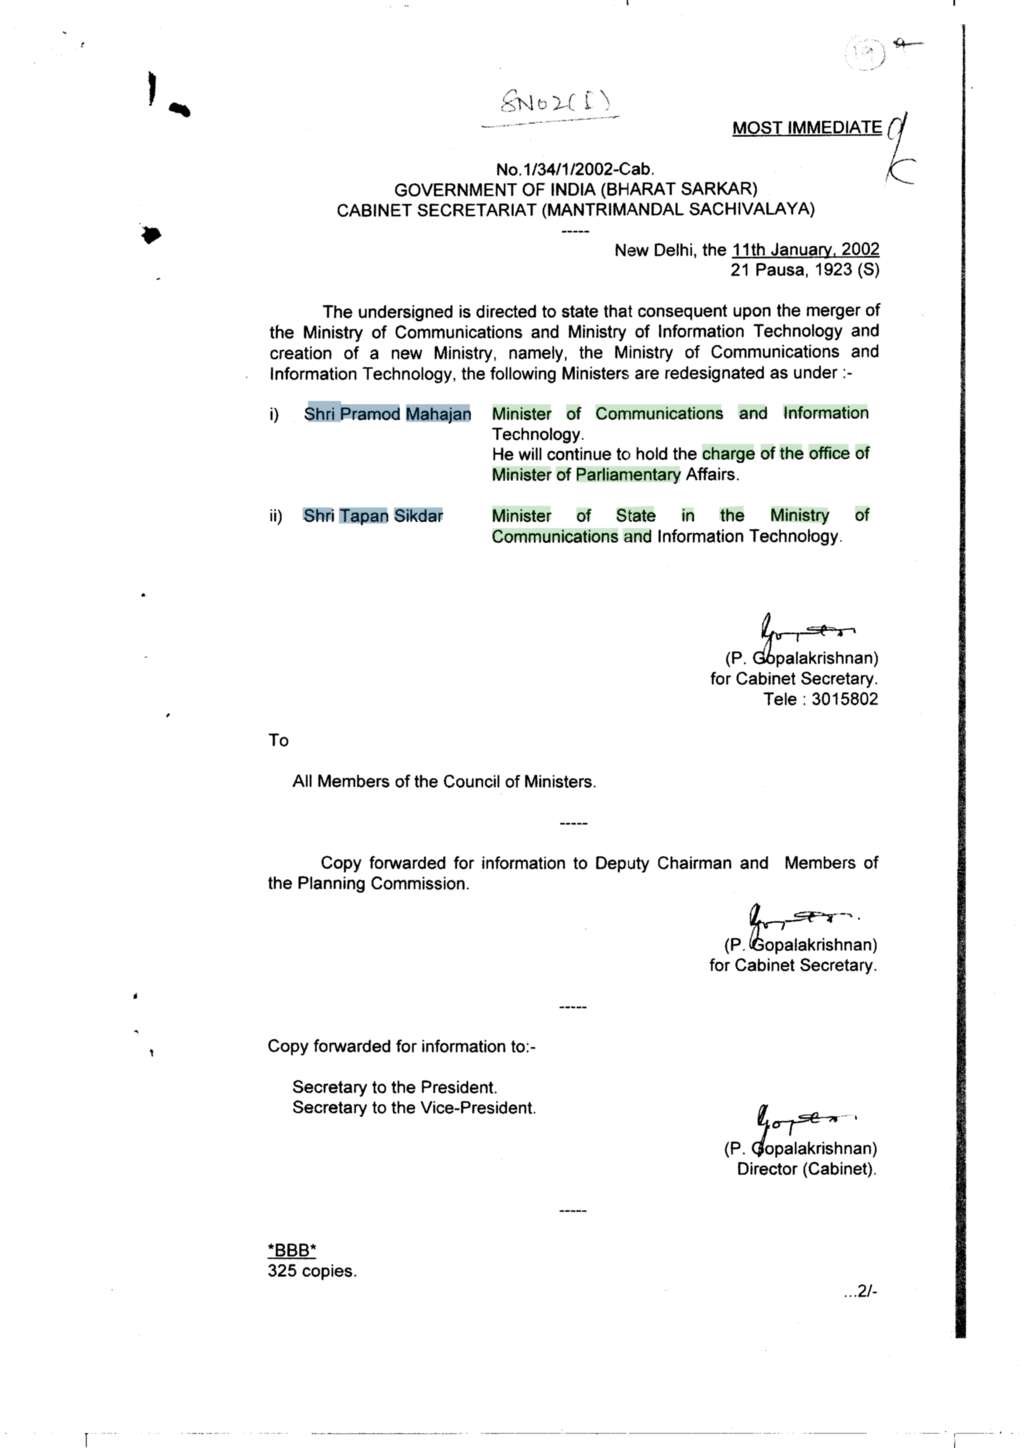 19
SNo2(I)
MOST IMMEDIATE
No.1/34/1/2002-Cab.
GOVERNMENT OF INDIA (BHARAT SARKAR)
CABINET SECRETARIAT (MANTRIMANDAL SACHIVALAYA)
-----
New Delhi, the 11th January, 2002
21 Pausa, 1923 (S)
The undersigned is directed to state that consequent upon the merger of
the Ministry of Communications and Ministry of Information Technology and
creation of a new Ministry, namely, the Ministry of Communications and
Information Technology, the following Ministers are redesignated as under :-
i) Shri Pramod Mahajan Minister of Communications and Information
Technology.
He will continue to hold the charge of the office of
Minister of Parliamentary Affairs.
ii) Shri Tapan Sikdar Minister of State in the Ministry of
Communications and Information Technology.
(P. Gopalakrishnan)
for Cabinet Secretary.
Tele : 3015802
To
All Members of the Council of Ministers.
-----
Copy forwarded for information to Deputy Chairman and Members of
the Planning Commission.
(P. Gopalakrishnan)
for Cabinet Secretary.
-----
Copy forwarded for information to:-
Secretary to the President.
Secretary to the Vice-President.
(P. Gopalakrishnan)
Director (Cabinet).
-----
*BBB*
325 copies.
...2/-